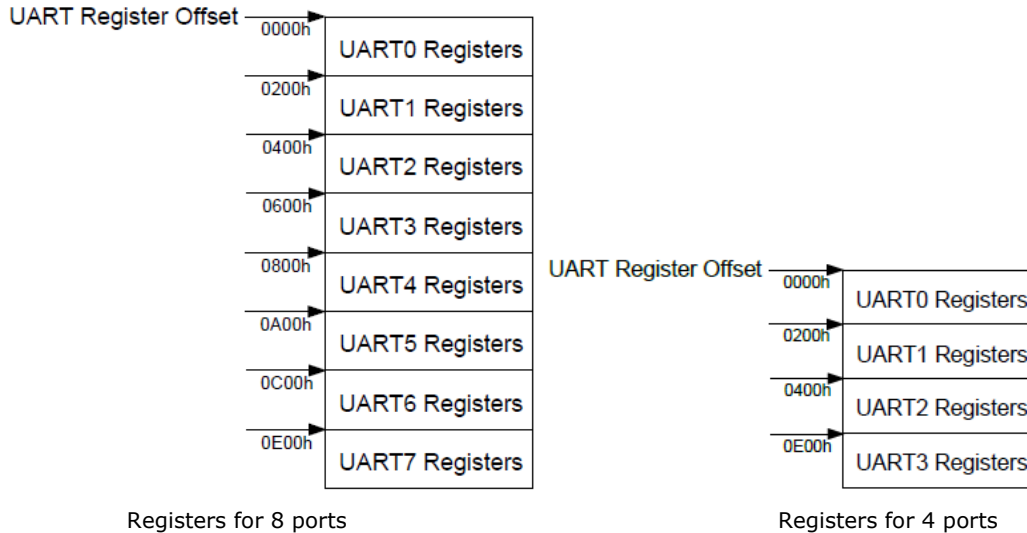 UART Register Offset
0000h
UART0 Registers
0200h
UART1 Registers
0400h
UART2 Registers
0600h
UART3 Registers
0800h
UART4 Registers
0A00h
UART5 Registers
0C00h
UART6 Registers
0E00h
UART7 Registers
Registers for 8 ports
UART Register Offset
0000h
UART0 Registers
0200h
UART1 Registers
0400h
UART2 Registers
0E00h
UART3 Registers
Registers for 4 ports